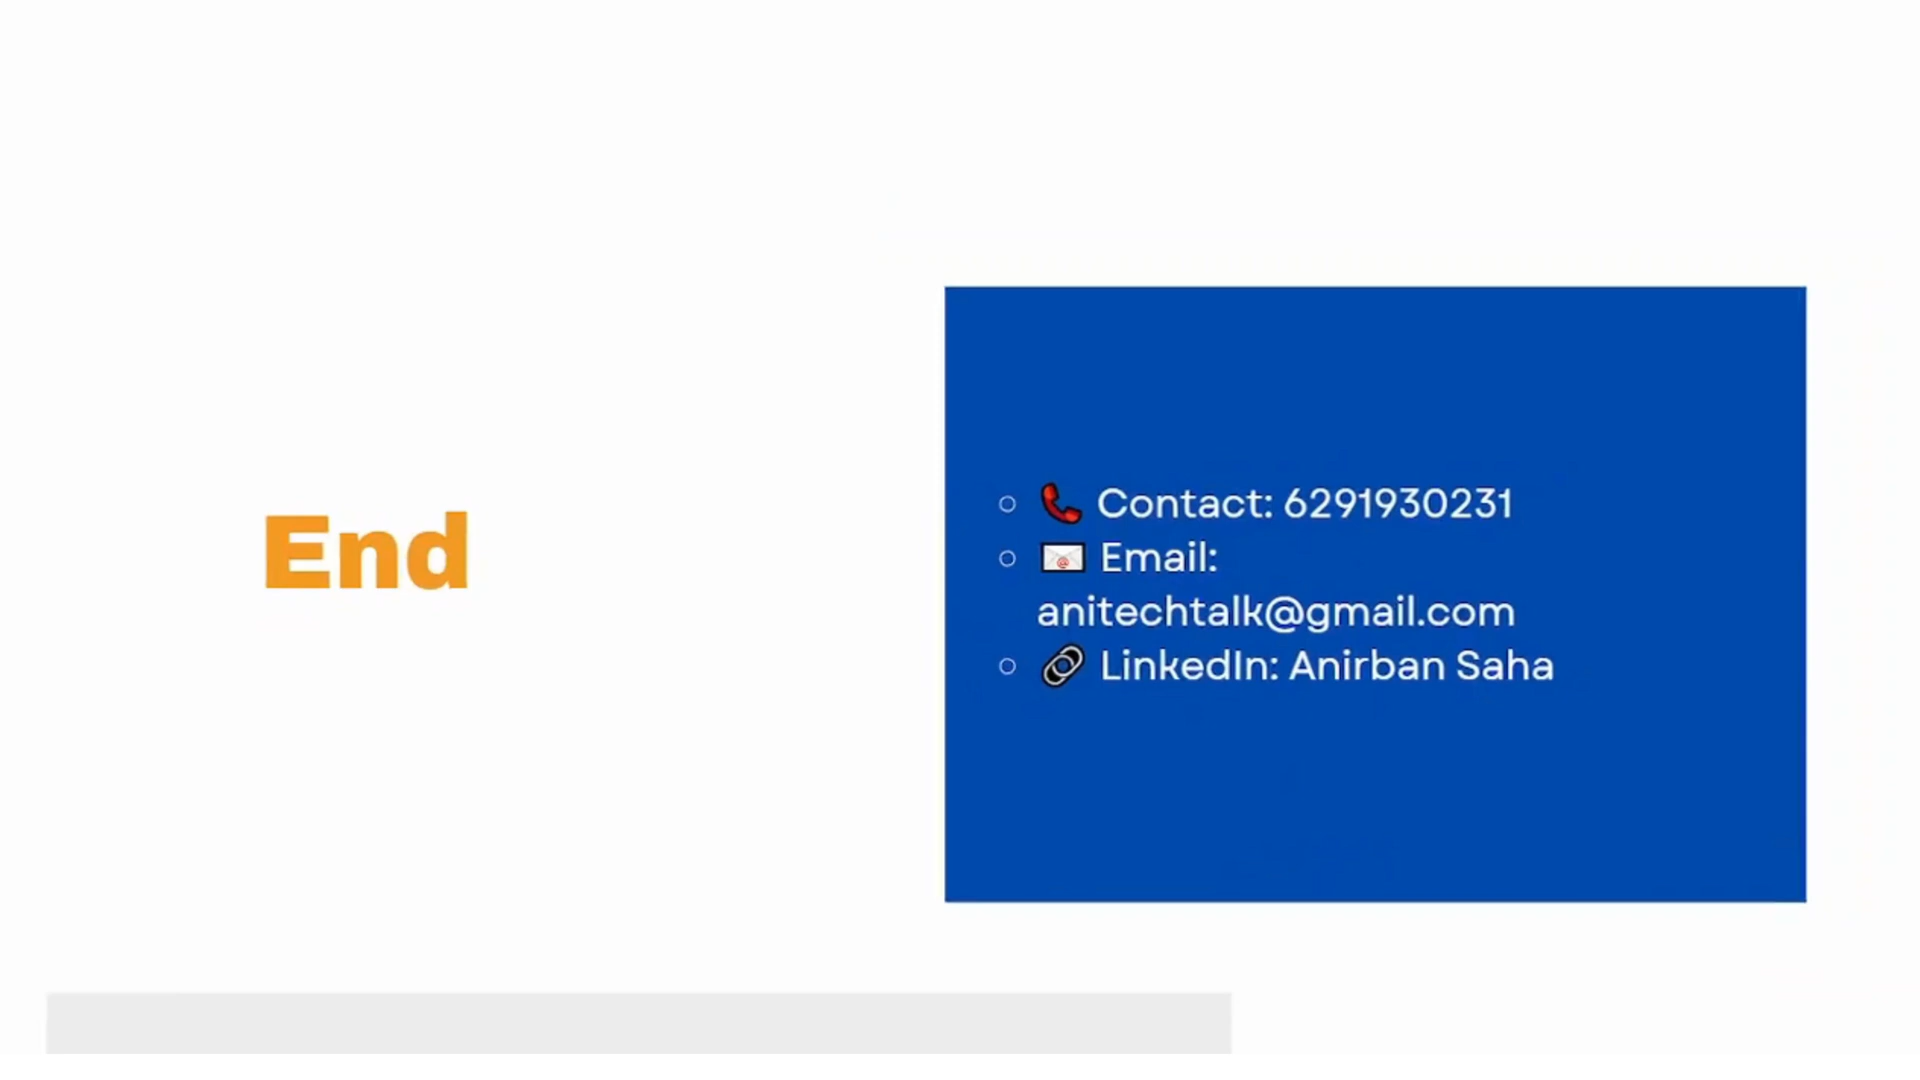 End
📞 Contact: 6291930231
📧 Email:
anitechtalk@gmail.com
🔗 LinkedIn: Anirban Saha